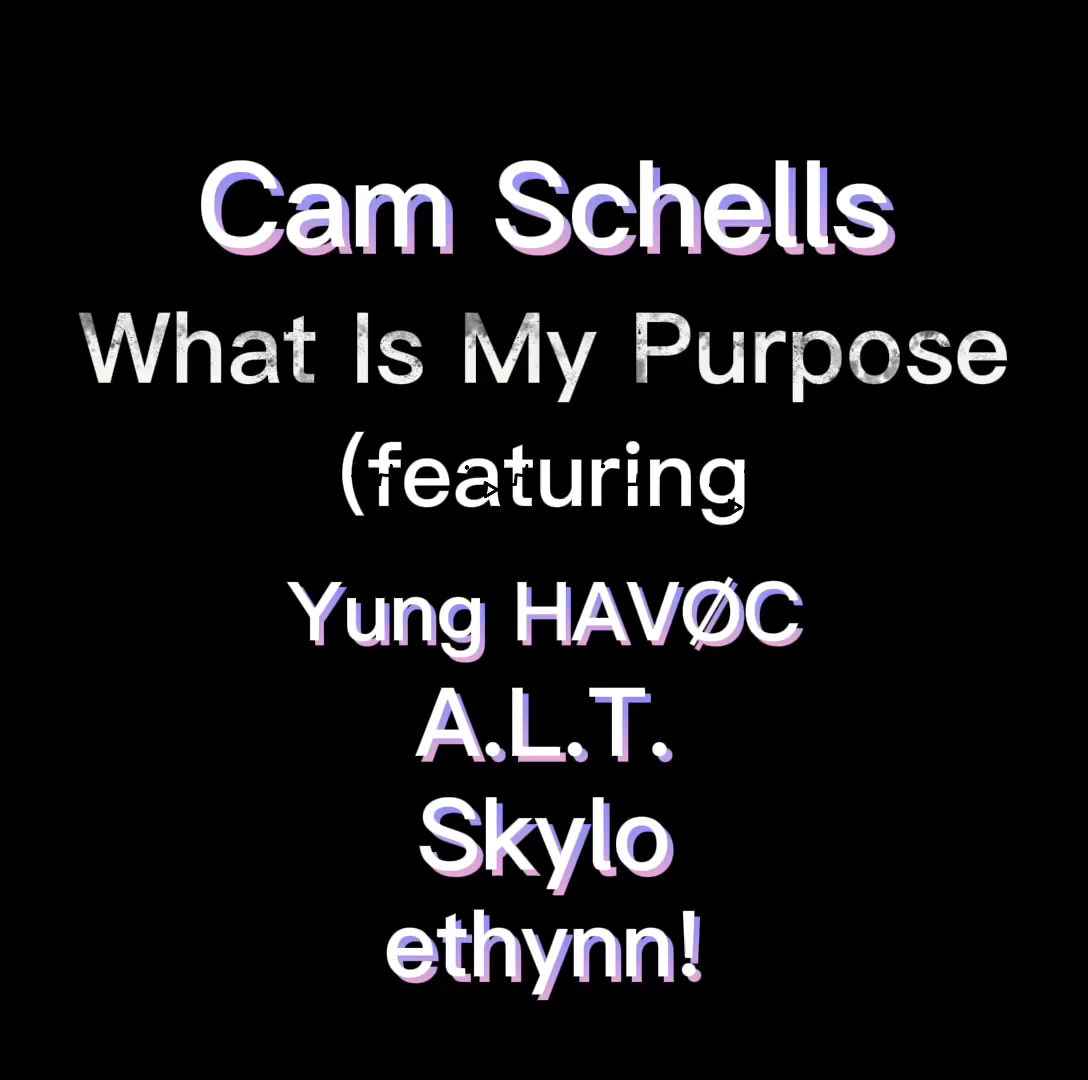 Cam Schells
What Is My Purpose
(featuring
Yung HAVØC
A.L.T.
Skylo
ethynn!